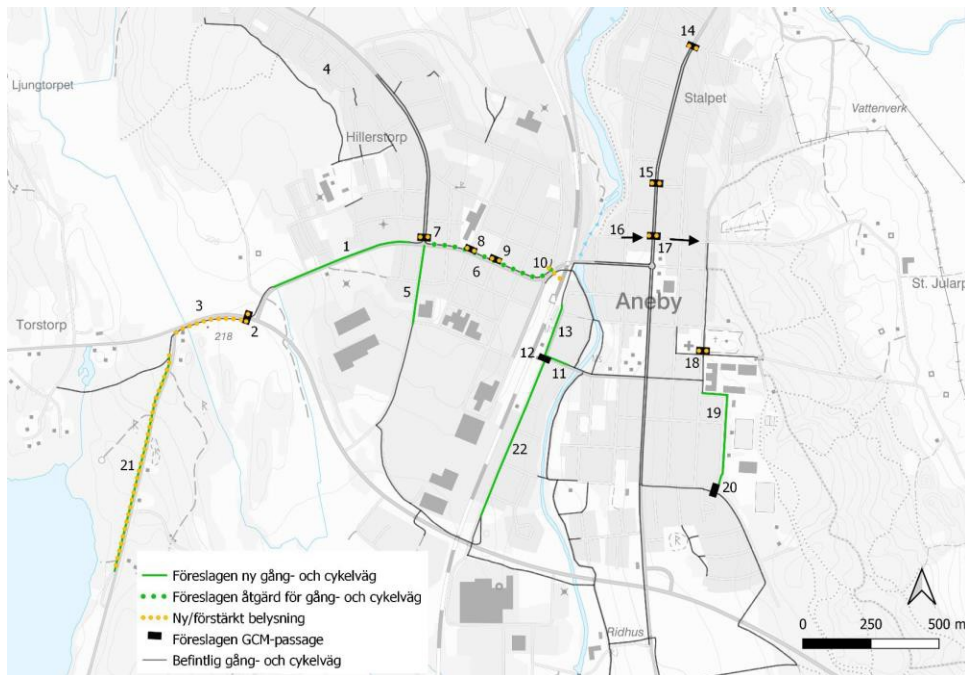 14
Ljungtorpet
4
Stalpet
Vattenverk
Hillerstorp
15
7
16
17
8
9
1
6
10
5
Aneby
St. Jularp
3
Torstorp
2
218
13
12
11
18
19
22
21
20
Föreslagen ny gång- och cykelväg
Föreslagen åtgärd för gång- och cykelväg
Ny/förstärkt belysning
Föreslagen GCM-passage
Befintlig gång- och cykelväg
Ridhus
0 250 500 m